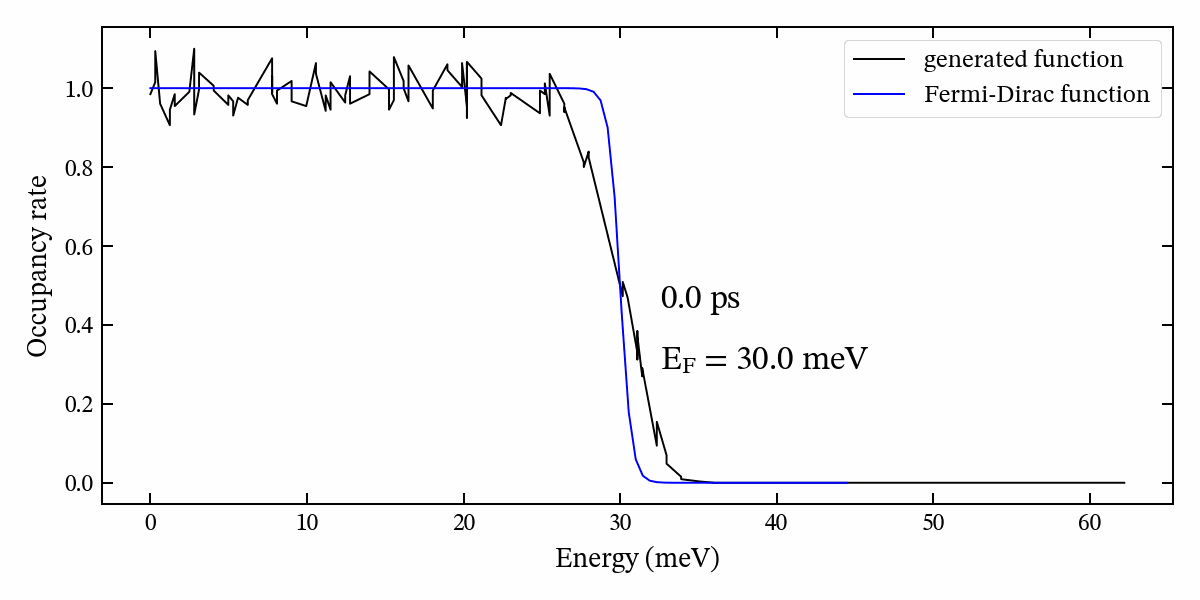 generated function
Fermi-Dirac function
Occupancy rate
1.0
0.8
0.6
0.4
0.2
0.0
0.0 ps
E_F = 30.0 meV
0 10 20 30 40 50 60
Energy (meV)